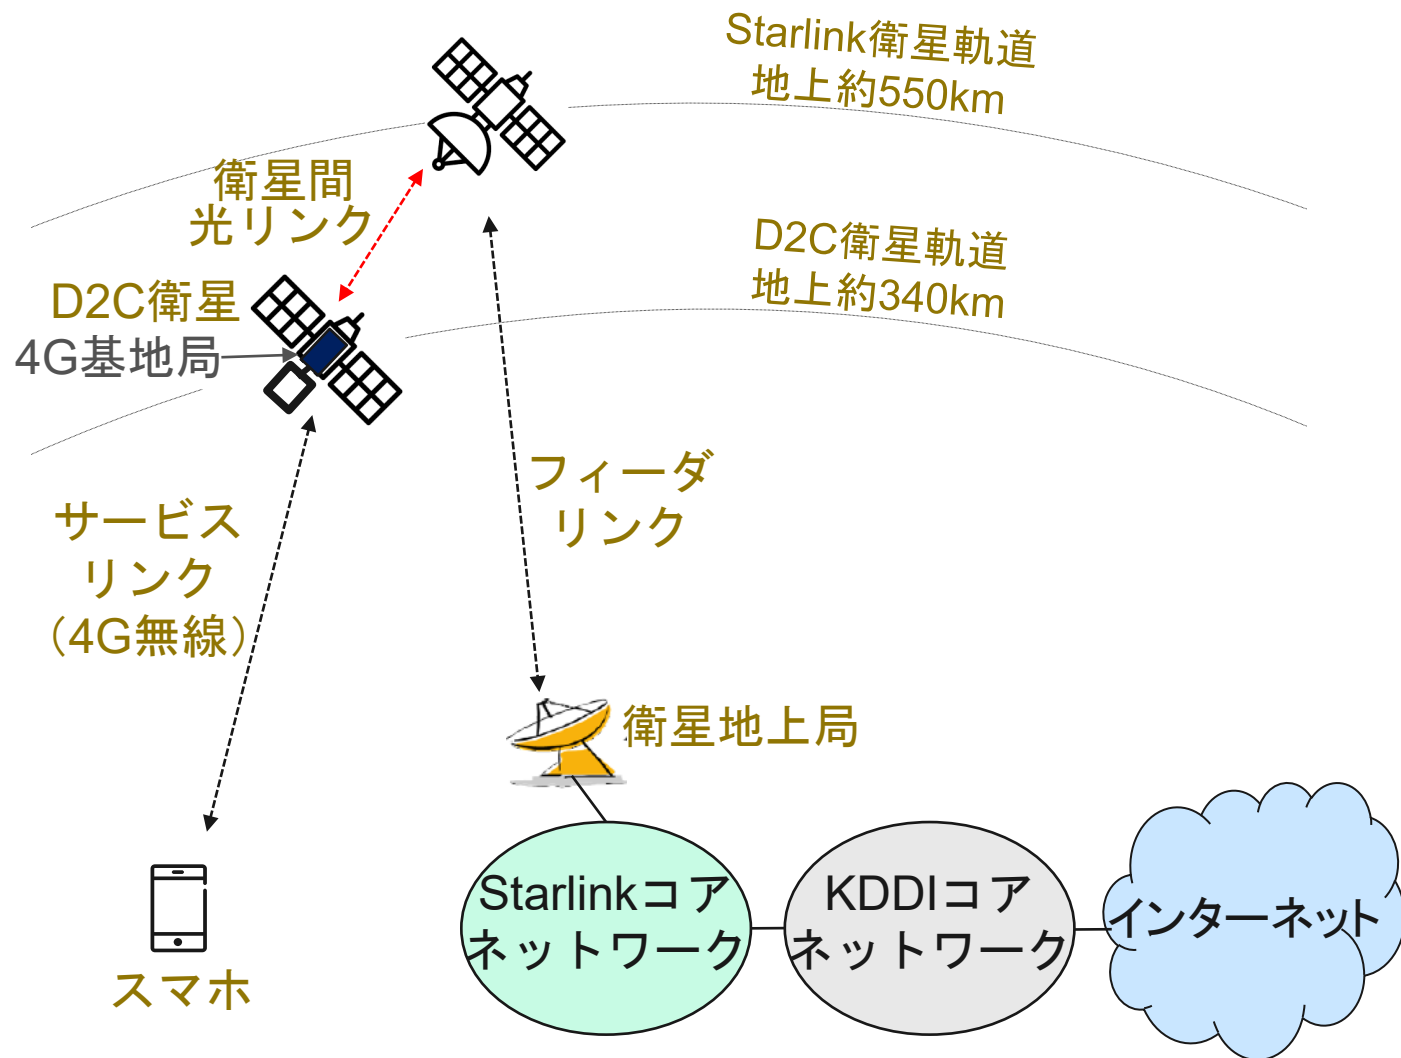 Starlink衛星軌道
地上約550km
衛星間
光リンク
D2C衛星軌道
地上約340km
D2C衛星
4G基地局
フィーダ
リンク
サービス
リンク
（4G無線）
衛星地上局
スマホ
Starlinkコア
ネットワーク
KDDIコア
ネットワーク
インターネット